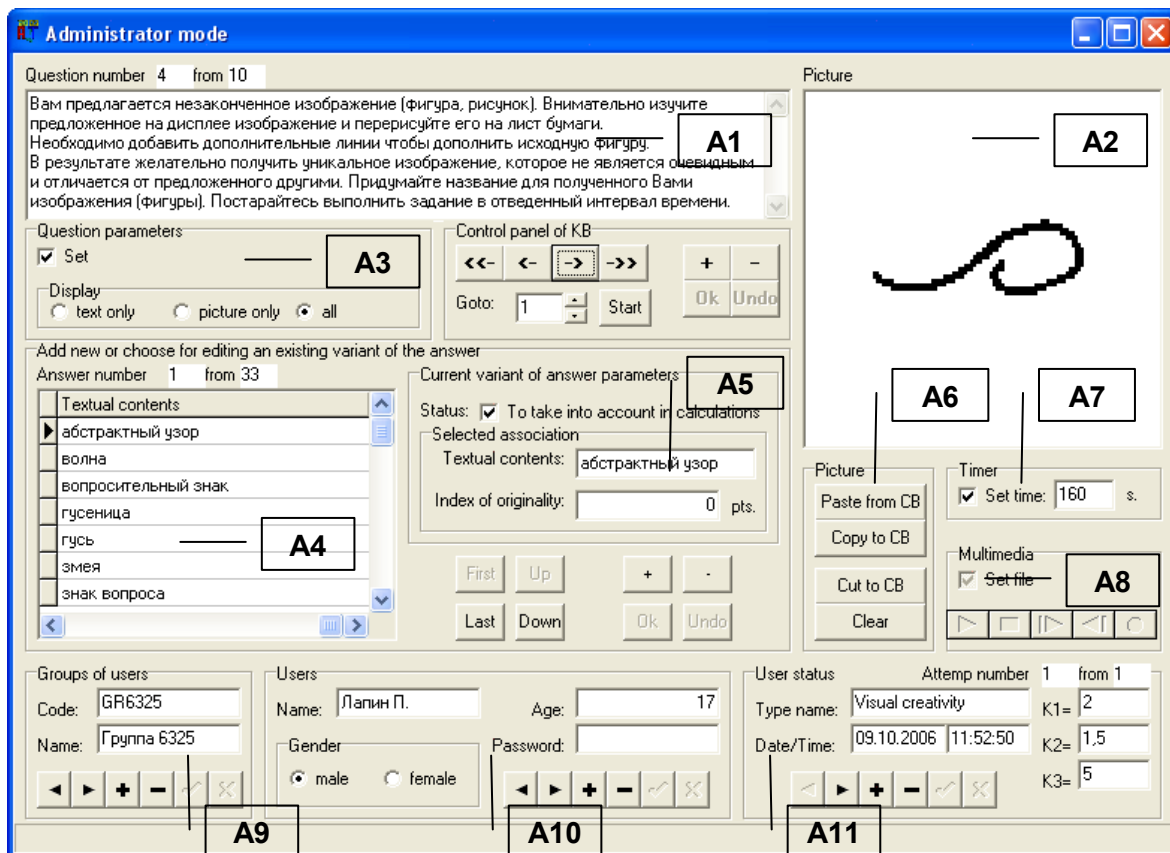 Administrator mode
Question number 4 from 10
Вам предлагается незаконченное изображение (фигура, рисунок). Внимательно изучите
предложенное на дисплее изображение и перерисуйте его на лист бумаги.
Необходимо добавить дополнительные линии чтобы дополнить исходную фигуру.
В результате желательно получить уникальное изображение, которое не является очевидным
и отличается от предложенного другими. Придумайте название для полученного Вами
изображения (фигуры). Постарайтесь выполнить задание в отведенный интервал времени.
A1
Picture
A2
Question parameters
Set
A3
Display
text only picture only all
Control panel of KB
<<- <- -> ->> + -
Goto: 1 Start Ok Undo
Add new or choose for editing an existing variant of the answer
Answer number 1 from 33
Textual contents
абстрактный узор
волна
вопросительный знак
гусеница
гусь
змея
знак вопроса
A4
Current variant of answer parameters
A5
Status: To take into account in calculations
Selected association
Textual contents: абстрактный узор
Index of originality: 0 pts.
First Up + -
Last Down Ok Undo
A6
A7
Picture
Paste from CB
Copy to CB
Cut to CB
Clear
Timer
Set time: 160 s.
Multimedia
Set file
A8
Groups of users
Code: GR6325
Name: Группа 6325
A9
Users
Name: Лапин П. Age: 17
Gender Password:
male female
A10
User status Attemp number 1 from 1
Type name: Visual creativity K1= 2
Date/Time: 09.10.2006 11:52:50 K2= 1,5
K3= 5
A11